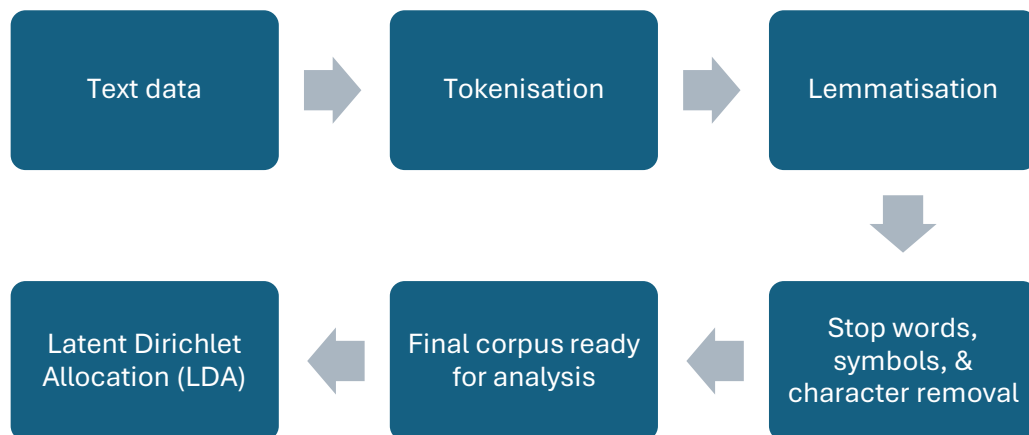 Text data
Tokenisation
Lemmatisation
Stop words,
symbols, &
character removal
Final corpus ready
for analysis
Latent Dirichlet
Allocation (LDA)